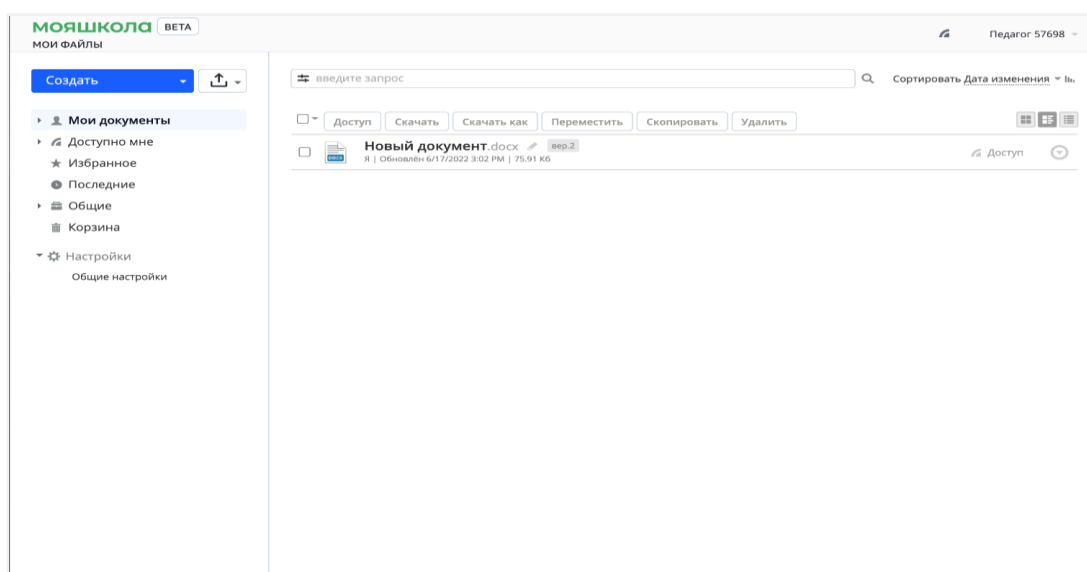 МОЯШКОЛА BETA
МОИ ФАЙЛЫ
Педагог 57698
Создать
введите запрос
Сортировать Дата изменения
Мои документы
Доступно мне
Избранное
Последние
Общие
Корзина
Настройки
Общие настройки
Доступ Скачать Скачать как Переместить Скопировать Удалить
Новый документ.docx вер.2
Я | Обновлён 6/17/2022 3:02 PM | 75.91 Кб
Доступ